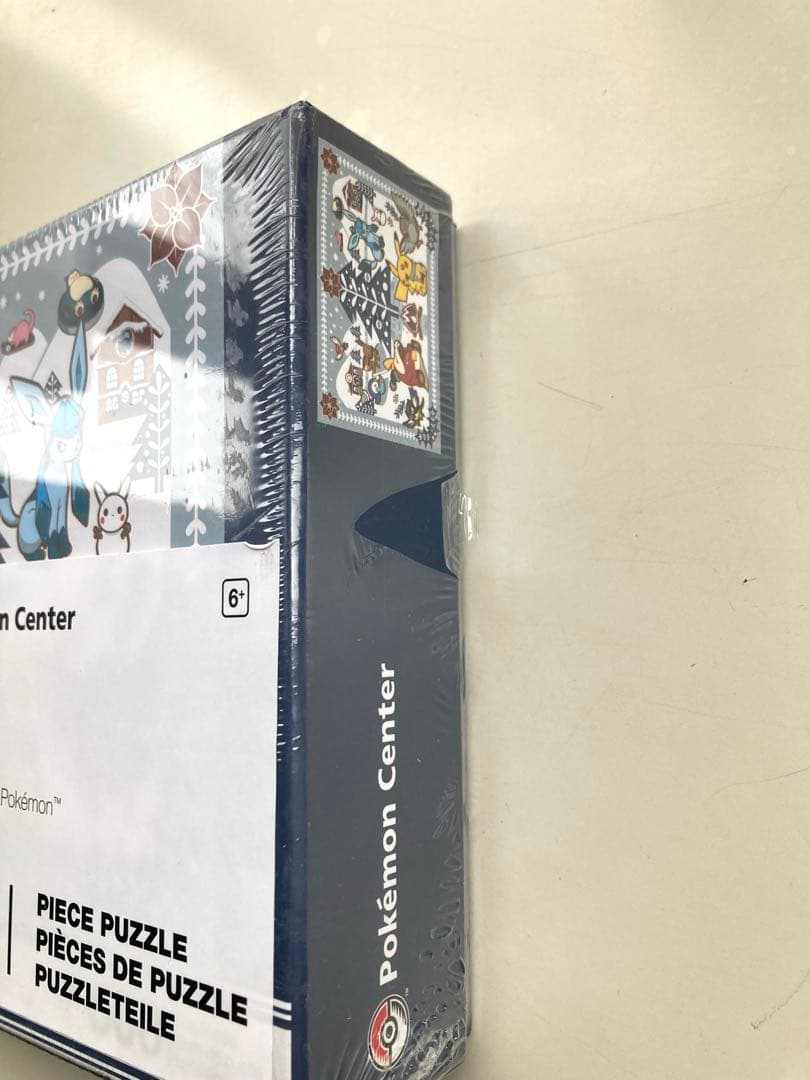 6+
n Center
Pokémon™
PIECE PUZZLE
PIÈCES DE PUZZLE
PUZZLETEILE
Pokémon Center